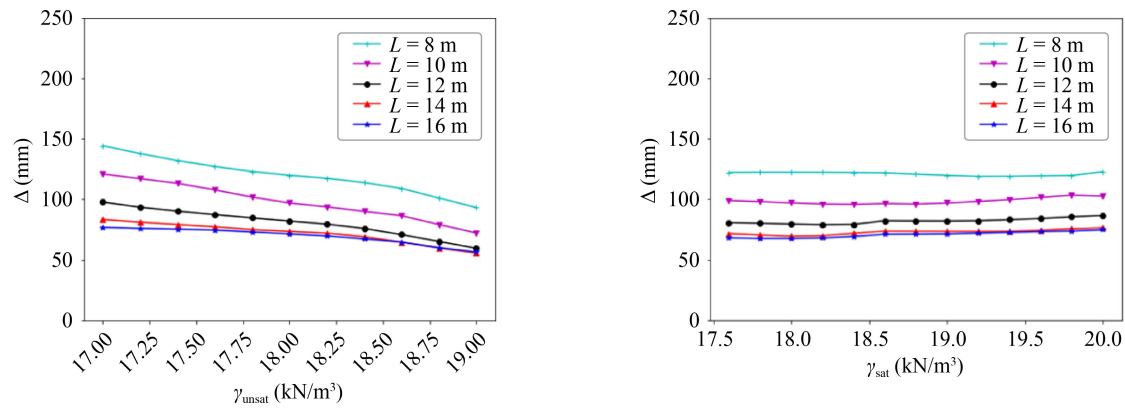 250
200
150
100
50
0
Δ (mm)
L = 8 m
L = 10 m
L = 12 m
L = 14 m
L = 16 m
17.00 17.25 17.50 17.75 18.00 18.25 18.50 18.75 19.00
γunsat (kN/m³)
250
200
150
100
50
0
Δ (mm)
L = 8 m
L = 10 m
L = 12 m
L = 14 m
L = 16 m
17.5 18.0 18.5 19.0 19.5 20.0
γsat (kN/m³)